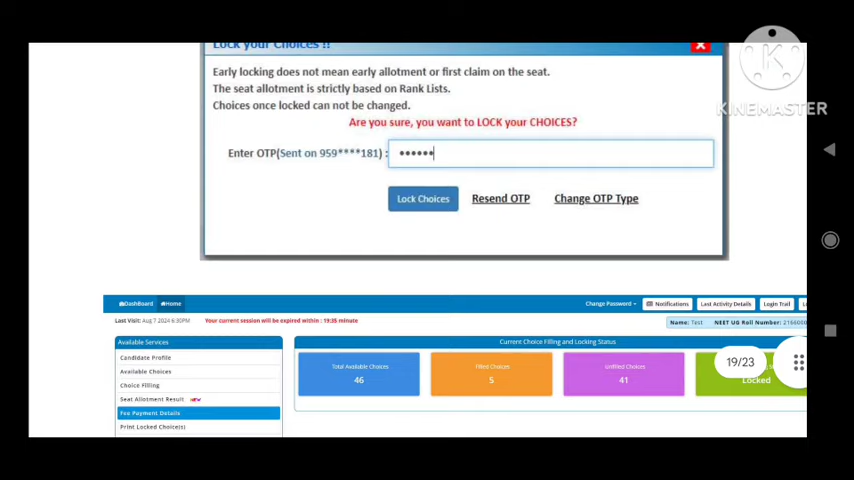 Lock your Choices !!
Early locking does not mean early allotment or first claim on the seat.
The seat allotment is strictly based on Rank Lists.
Choices once locked can not be changed.
Are you sure, you want to LOCK your CHOICES?
Enter OTP(Sent on 959****181) : ••••••
Lock Choices Resend OTP Change OTP Type
K
KINEMASTER
DashBoard Home Change Password Notifications Last Activity Details Login Trail
Last Visit: Aug 7 2024 6:30PM Your current session will be expired within : 19:35 minute
Name: Test NEET UG Roll Number:
Available Services
Candidate Profile
Available Choices
Choice Filling
Seat Allotment Result NEW
Fee Payment Details
Print Locked Choice(s)
Current Choice Filling and Locking Status
Total Available Choices
46
Filled Choices
5
Unfilled Choices
41
Locked
19/23